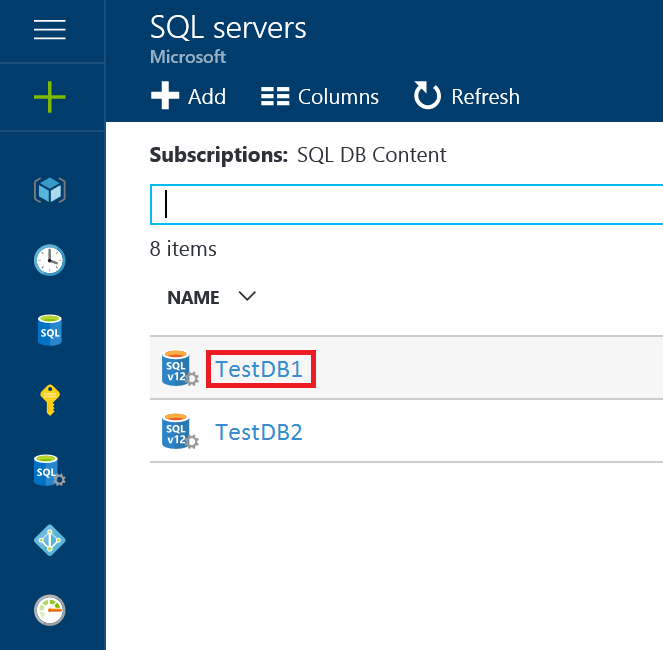 SQL servers
Microsoft
Add Columns Refresh
Subscriptions: SQL DB Content
8 items
NAME
SQL v12 TestDB1
SQL v12 TestDB2
SQL
SQL